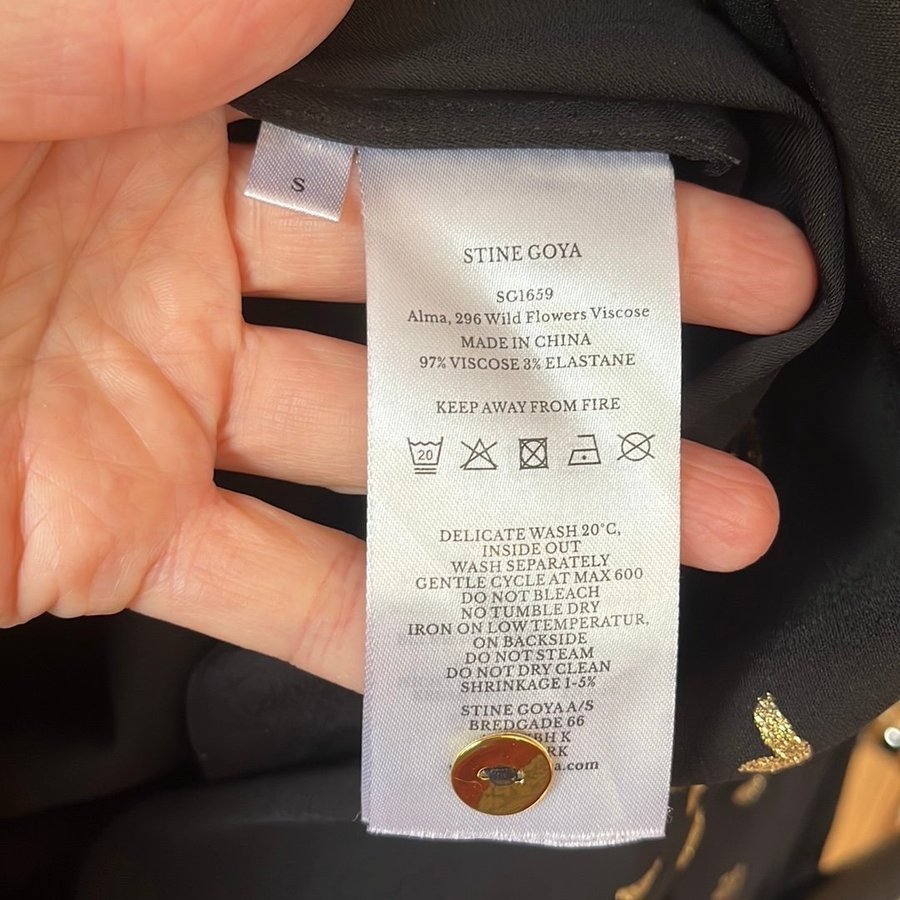 S
STINE GOYA
SG1659
Alma, 296 Wild Flowers Viscose
MADE IN CHINA
97% VISCOSE 3% ELASTANE
KEEP AWAY FROM FIRE
20
DELICATE WASH 20°C,
INSIDE OUT
WASH SEPARATELY
GENTLE CYCLE AT MAX 600
DO NOT BLEACH
NO TUMBLE DRY
IRON ON LOW TEMPERATUR,
ON BACKSIDE
DO NOT STEAM
DO NOT DRY CLEAN
SHRINKAGE 1-5%
STINE GOYA A/S
BREDGADE 66
BH K
RK
a.com